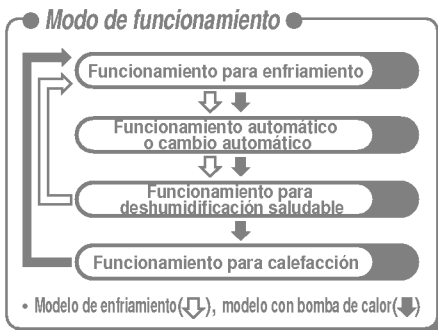 Modo de funcionamiento
Funcionamiento para enfriamiento
Funcionamiento automático
o cambio automático
Funcionamiento para
deshumidificación saludable
Funcionamiento para calefacción
• Modelo de enfriamiento(⇩), modelo con bomba de calor(⬇)